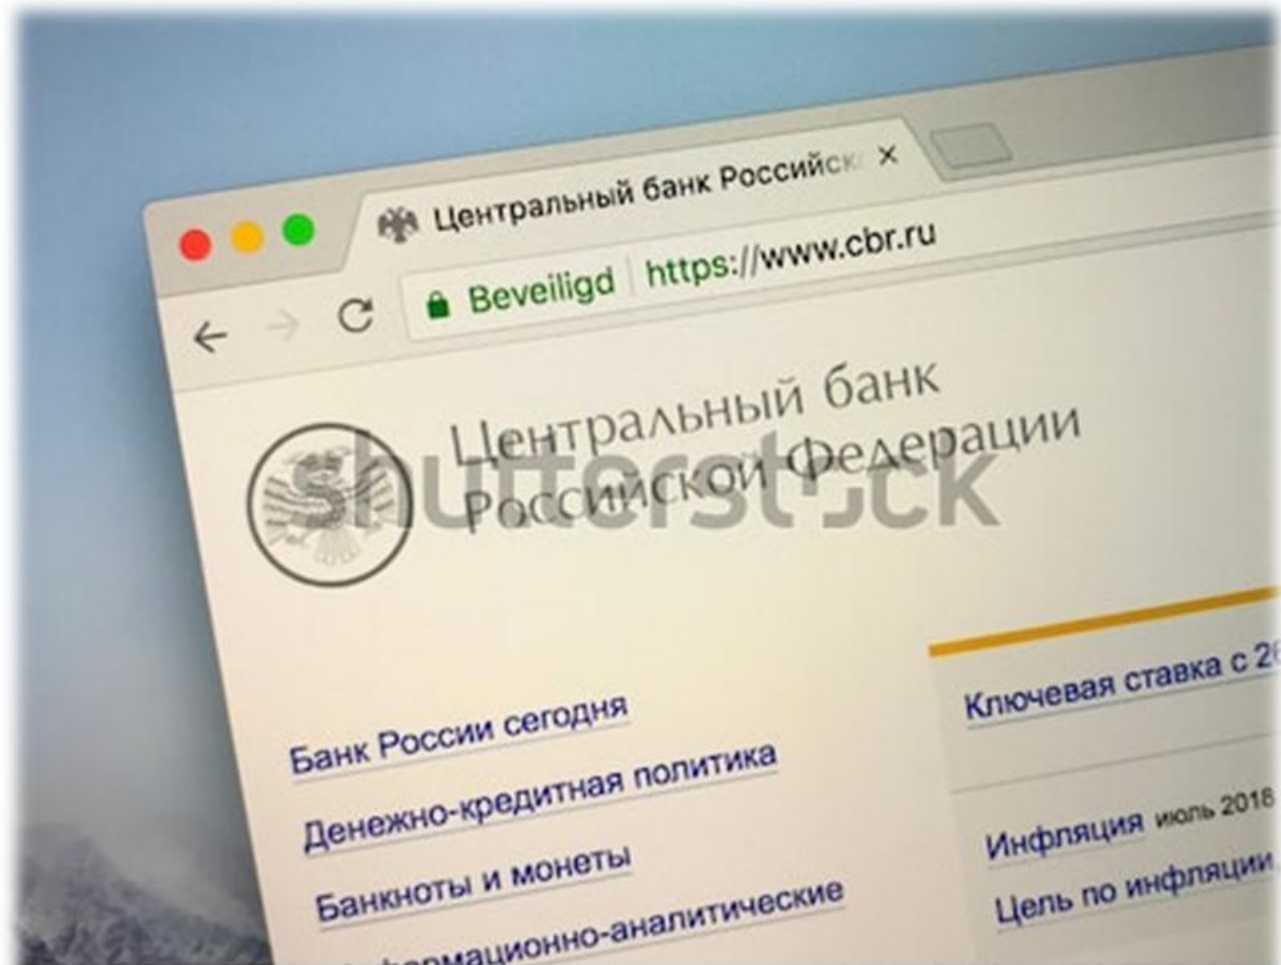 Центральный банк Российск
Beveiligd https://www.cbr.ru
Центральный банк
Российской Федерации
shutterstock
Банк России сегодня
Денежно-кредитная политика
Банкноты и монеты
-аналитические
Ключевая ставка с
Инфляция июль 2018
Цель по инфляции